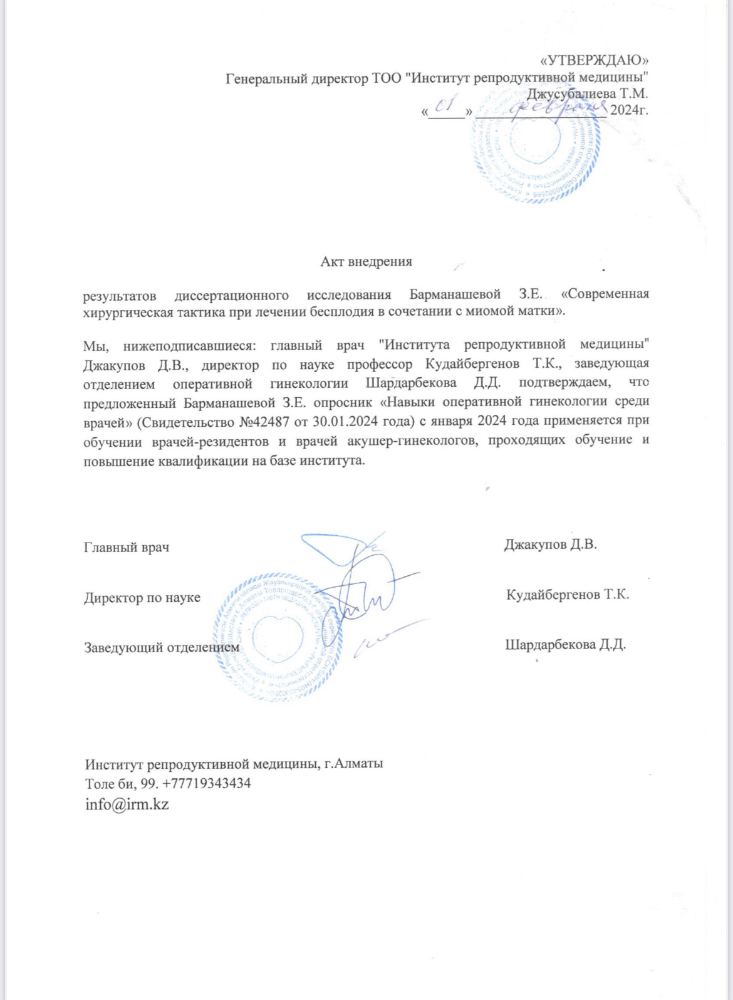 «УТВЕРЖДАЮ»
Генеральный директор ТОО "Институт репродуктивной медицины"
Джусубалиева Т.М.
«01» февраля 2024г.
Акт внедрения
результатов диссертационного исследования Барманашевой З.Е. «Современная
хирургическая тактика при лечении бесплодия в сочетании с миомой матки».
Мы, нижеподписавшиеся: главный врач "Института репродуктивной медицины"
Джакупов Д.В., директор по науке профессор Кудайбергенов Т.К., заведующая
отделением оперативной гинекологии Шардарбекова Д.Д. подтверждаем, что
предложенный Барманашевой З.Е. опросник «Навыки оперативной гинекологии среди
врачей» (Свидетельство №42487 от 30.01.2024 года) с января 2024 года применяется при
обучении врачей-резидентов и врачей акушер-гинекологов, проходящих обучение и
повышение квалификации на базе института.
Главный врач Джакупов Д.В.
Директор по науке Кудайбергенов Т.К.
Заведующий отделением Шардарбекова Д.Д.
Институт репродуктивной медицины, г.Алматы
Толе би, 99. +77719343434
info@irm.kz